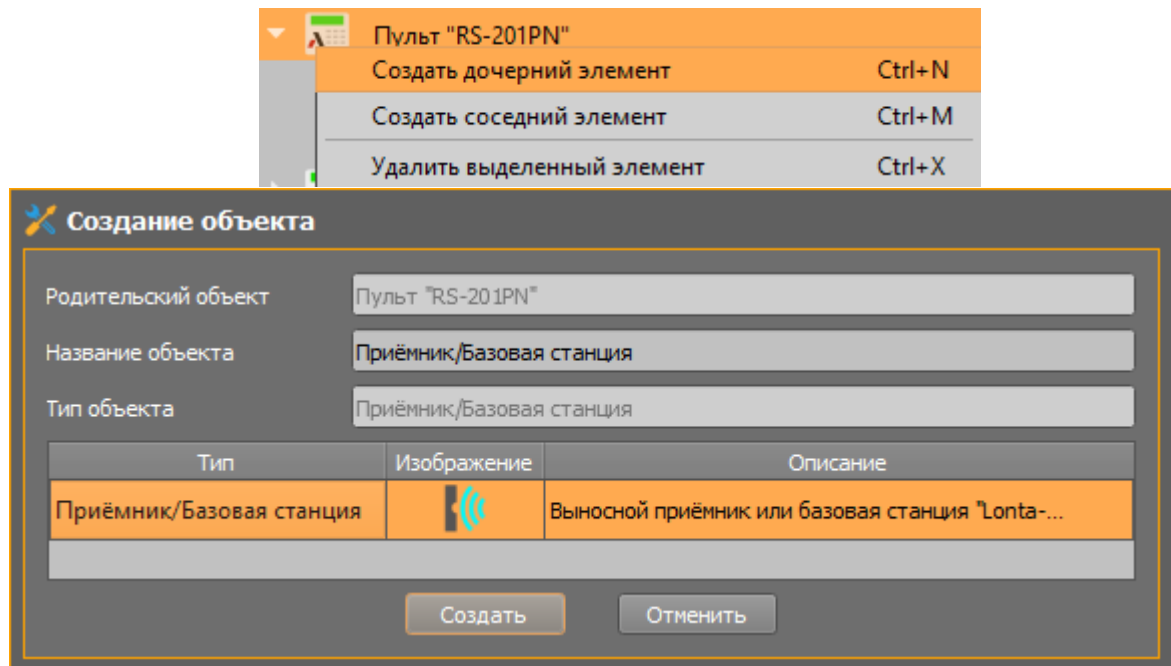 Пульт "RS-201PN"
Создать дочерний элемент Ctrl+N
Создать соседний элемент Ctrl+M
Удалить выделенный элемент Ctrl+X
Создание объекта
Родительский объект Пульт "RS-201PN"
Название объекта Приёмник/Базовая станция
Тип объекта Приёмник/Базовая станция
Тип Изображение Описание
Приёмник/Базовая станция Выносной приёмник или базовая станция "Lonta-...
Создать Отменить